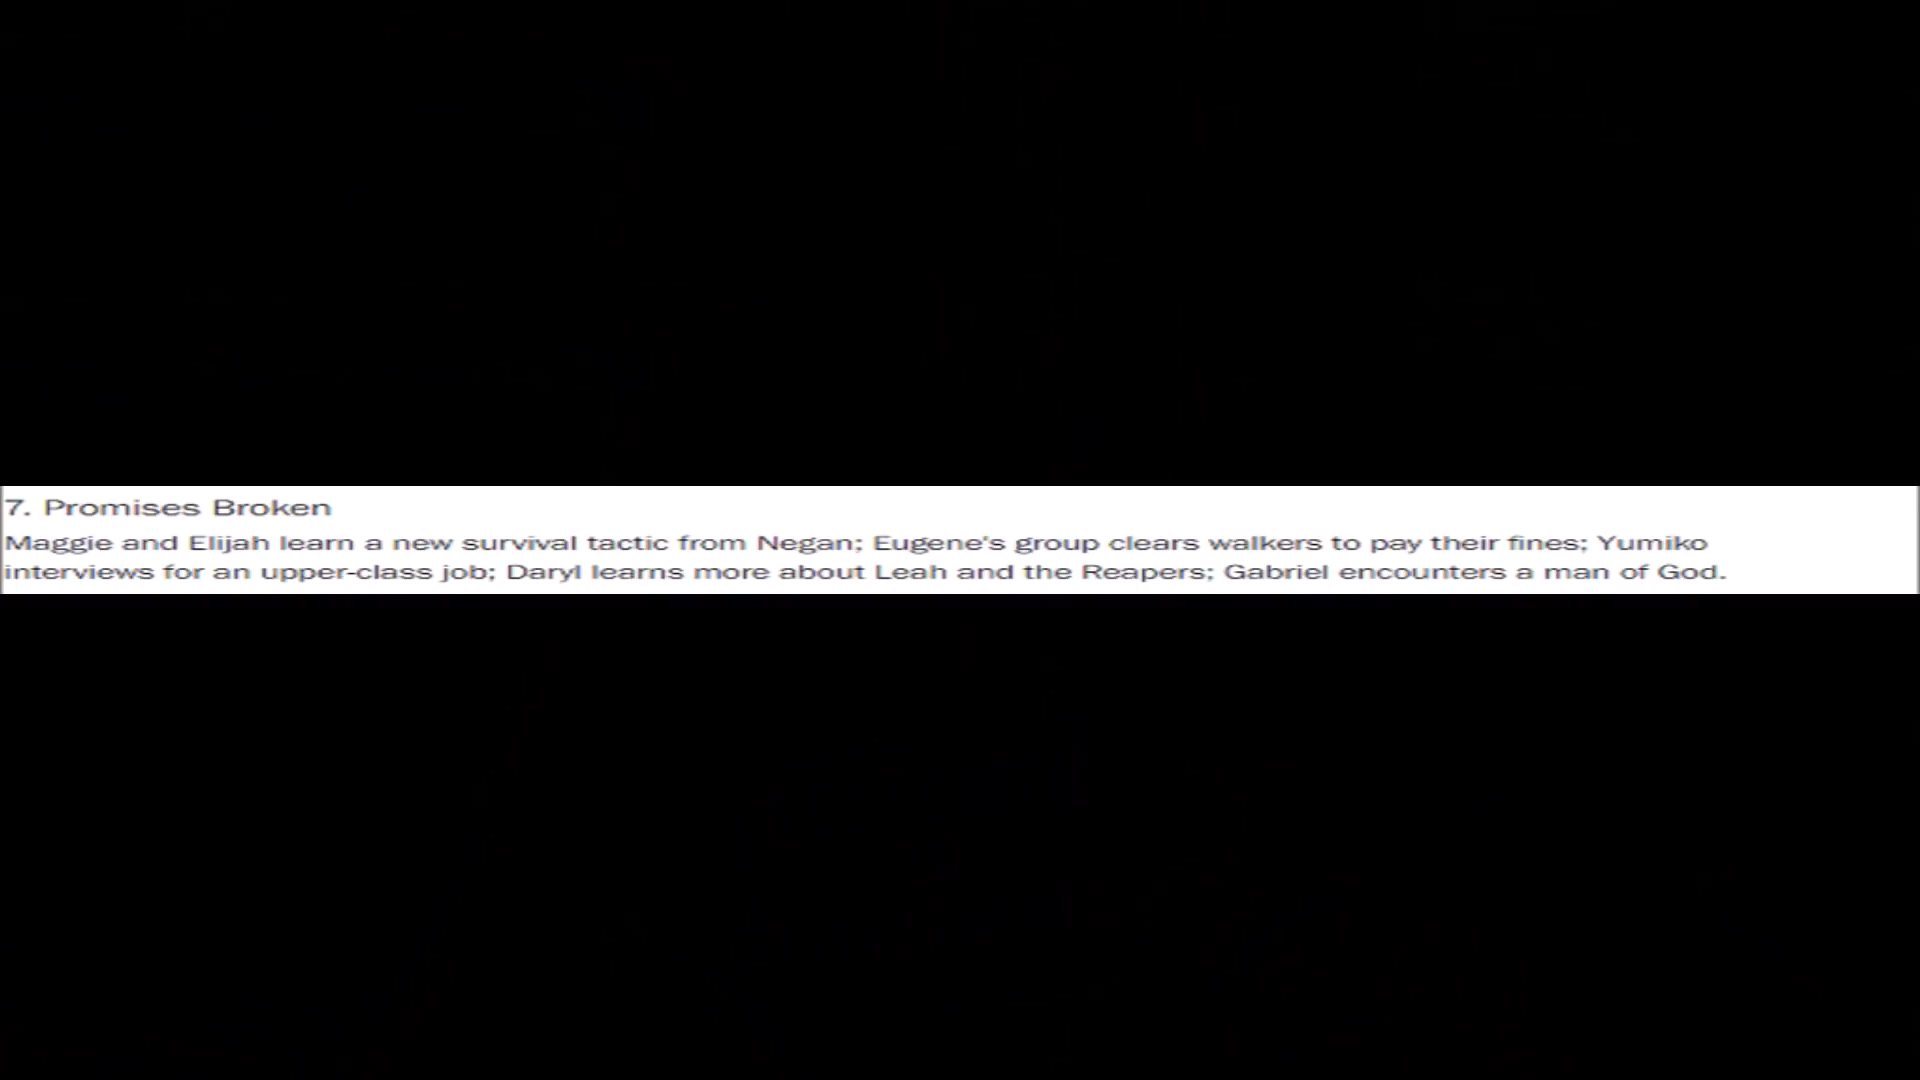 7. Promises Broken
Maggie and Elijah learn a new survival tactic from Negan; Eugene's group clears walkers to pay their fines; Yumiko
interviews for an upper-class job; Daryl learns more about Leah and the Reapers; Gabriel encounters a man of God.